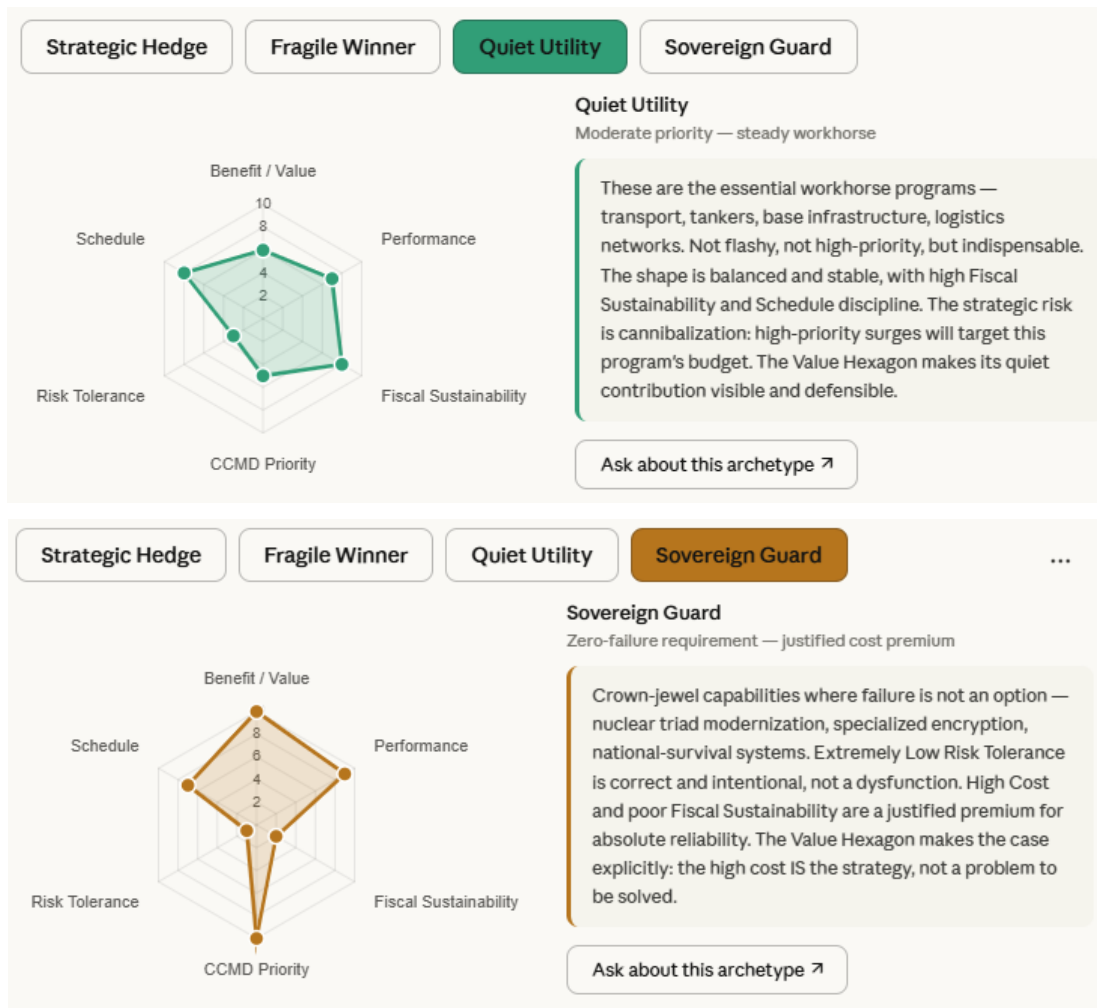 Strategic Hedge
Fragile Winner
Quiet Utility
Sovereign Guard
Quiet Utility
Moderate priority — steady workhorse
Benefit / Value
Performance
Fiscal Sustainability
CCMD Priority
Risk Tolerance
Schedule
10
8
4
2
These are the essential workhorse programs —
transport, tankers, base infrastructure, logistics
networks. Not flashy, not high-priority, but indispensable.
The shape is balanced and stable, with high Fiscal
Sustainability and Schedule discipline. The strategic risk
is cannibalization: high-priority surges will target this
program's budget. The Value Hexagon makes its quiet
contribution visible and defensible.
Ask about this archetype ↗
Strategic Hedge
Fragile Winner
Quiet Utility
Sovereign Guard
...
Sovereign Guard
Zero-failure requirement — justified cost premium
Benefit / Value
Performance
Fiscal Sustainability
CCMD Priority
Risk Tolerance
Schedule
8
6
4
2
Crown-jewel capabilities where failure is not an option —
nuclear triad modernization, specialized encryption,
national-survival systems. Extremely Low Risk Tolerance
is correct and intentional, not a dysfunction. High Cost
and poor Fiscal Sustainability are a justified premium for
absolute reliability. The Value Hexagon makes the case
explicitly: the high cost IS the strategy, not a problem to
be solved.
Ask about this archetype ↗